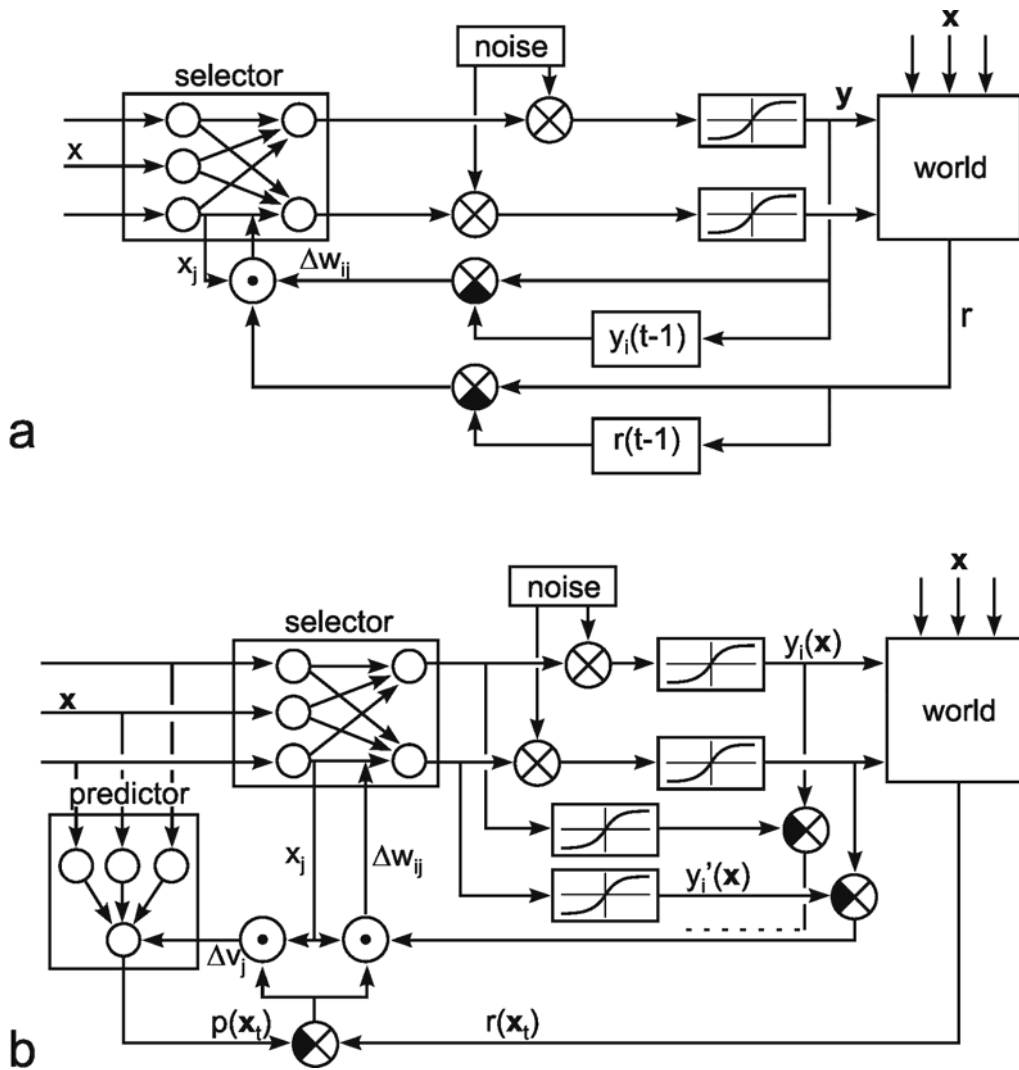 x
noise
selector
y
world
x
x_j
Δw_ij
y_i(t-1)
r
r(t-1)
a
x
noise
selector
y_i(x)
x
world
predictor
x_j
Δw_ij
y_i'(x)
Δv_j
p(x_t)
r(x_t)
b